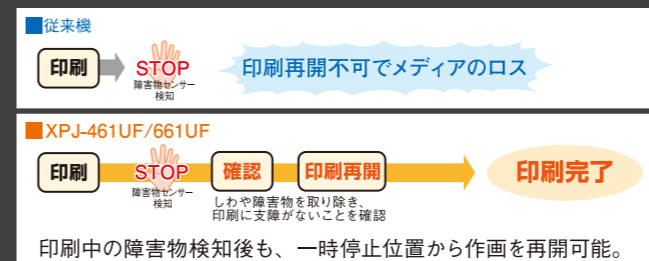 ■従来機
印刷
STOP
障害物センサー
検知
印刷再開不可でメディアのロス
■XPJ-461UF/661UF
印刷
STOP
障害物センサー
検知
確認
しわや障害物を取り除き、
印刷に支障がないことを確認
印刷再開
印刷完了
印刷中の障害物検知後も、一時停止位置から作画を再開可能。